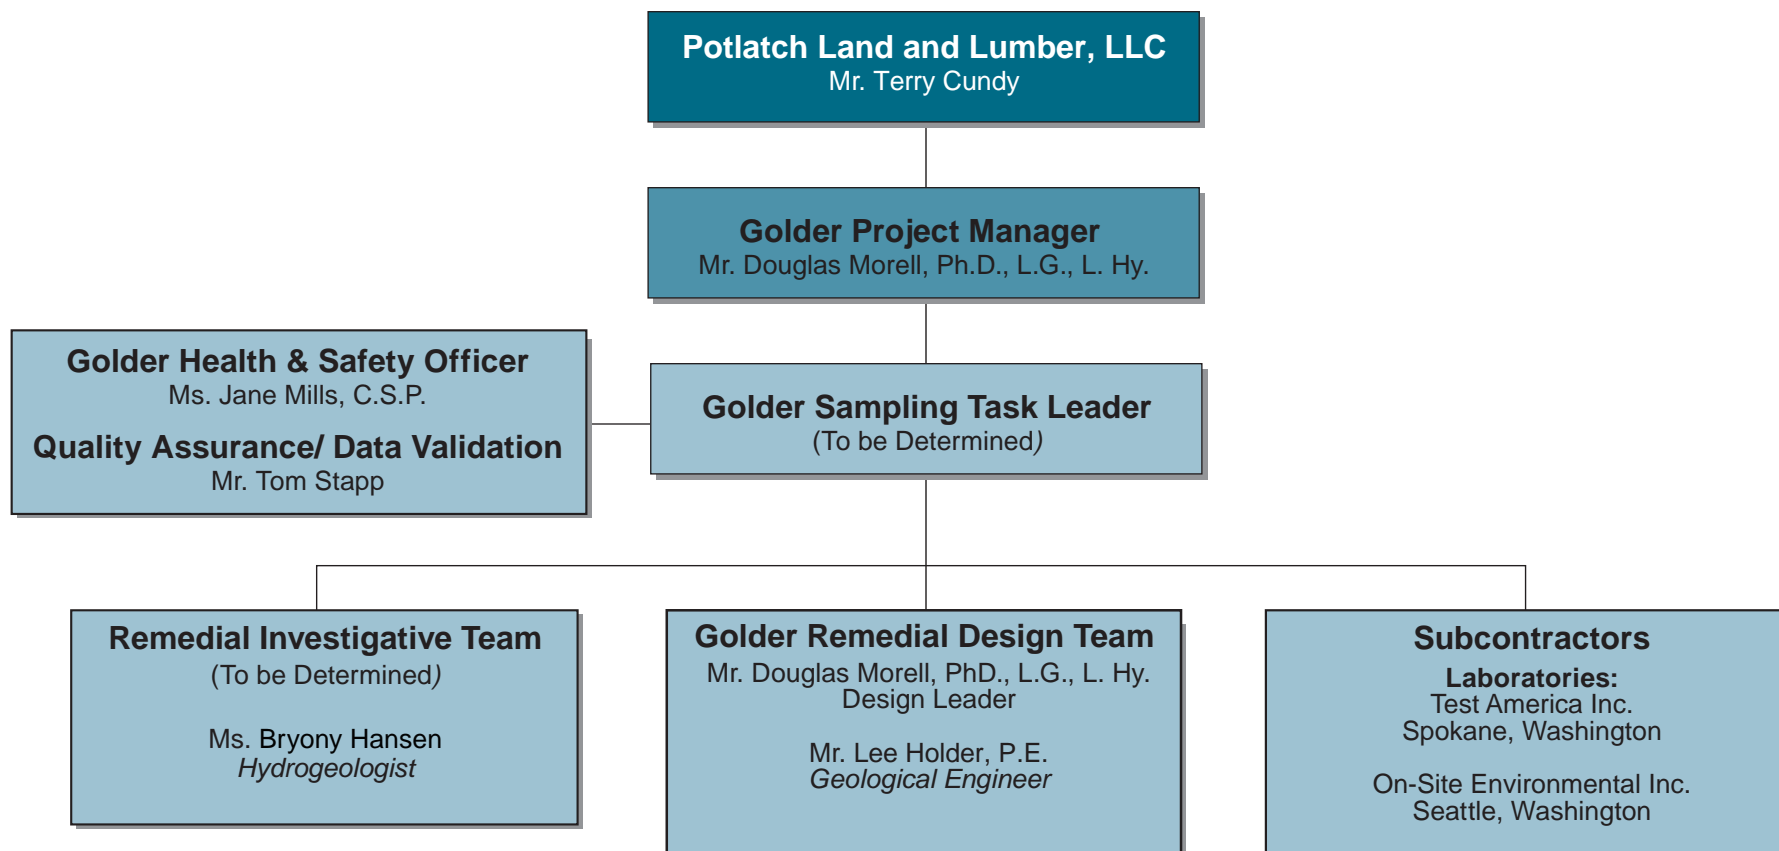 Potlatch Land and Lumber, LLC
Mr. Terry Cundy
Golder Project Manager
Mr. Douglas Morell, Ph.D., L.G., L. Hy.
Golder Health & Safety Officer
Ms. Jane Mills, C.S.P.
Quality Assurance/ Data Validation
Mr. Tom Stapp
Golder Sampling Task Leader
(To be Determined)
Remedial Investigative Team
(To be Determined)
Ms. Bryony Hansen
Hydrogeologist
Golder Remedial Design Team
Mr. Douglas Morell, PhD., L.G., L. Hy.
Design Leader
Mr. Lee Holder, P.E.
Geological Engineer
Subcontractors
Laboratories:
Test America Inc.
Spokane, Washington
On-Site Environmental Inc.
Seattle, Washington